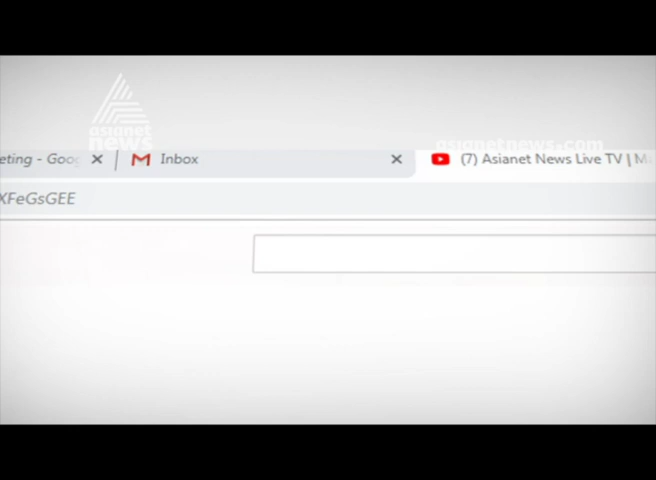 asianet
news
asianetnews.com
eting - Goog
Inbox
(7) Asianet News Live TV | M
XFeGsGEE